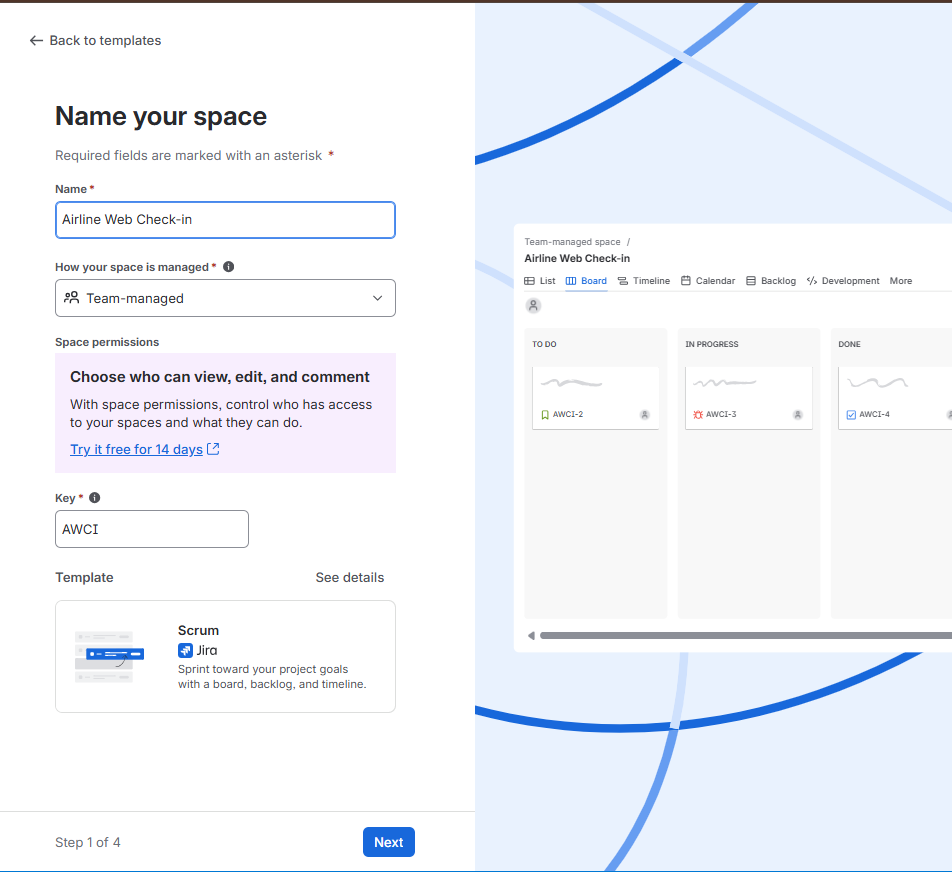 Back to templates
Name your space
Required fields are marked with an asterisk *
Name *
Airline Web Check-in
How your space is managed *
Team-managed
Space permissions
Choose who can view, edit, and comment
With space permissions, control who has access
to your spaces and what they can do.
Try it free for 14 days
Key *
AWCI
Template
See details
Scrum
Jira
Sprint toward your project goals
with a board, backlog, and timeline.
Step 1 of 4
Next
Team-managed space /
Airline Web Check-in
List Board Timeline Calendar Backlog Development More
TO DO
AWCI-2
IN PROGRESS
AWCI-3
DONE
AWCI-4